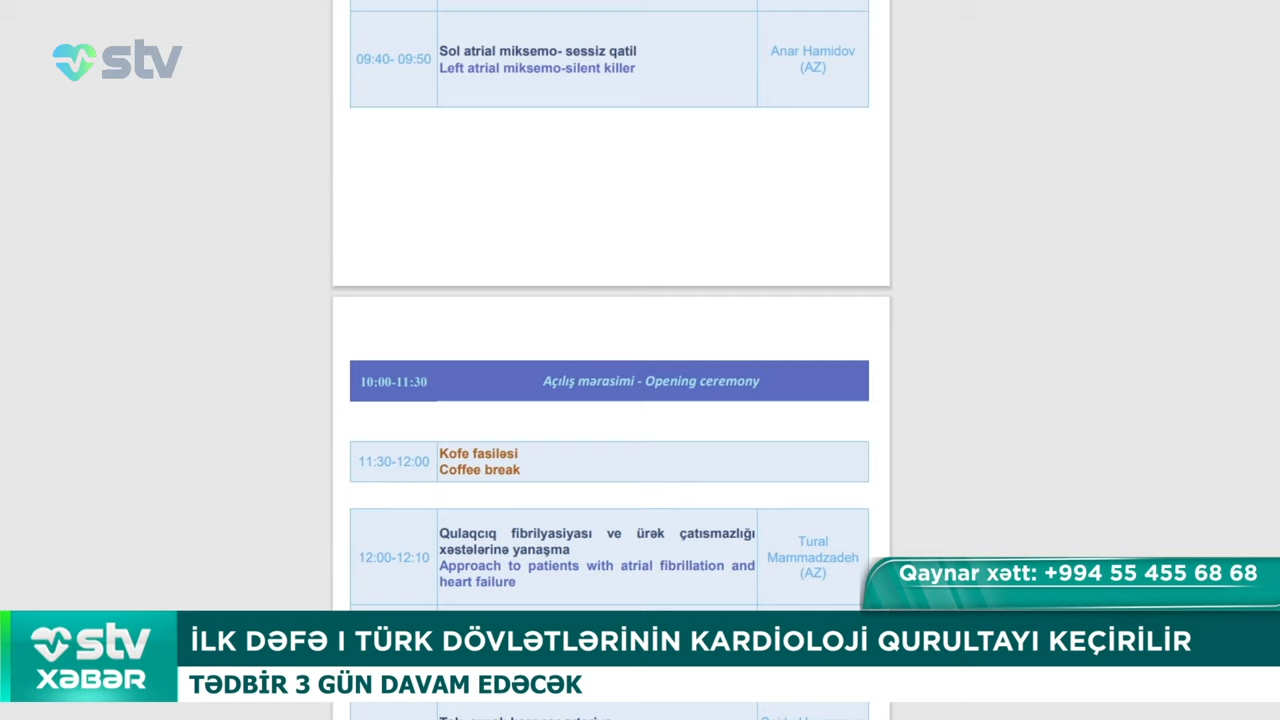 stv
09:40- 09:50
Sol atrial miksemo- sessiz qatil
Left atrial miksemo-silent killer
Anar Hamidov
(AZ)
10:00-11:30
Açılış mərasimi - Opening ceremony
11:30-12:00
Kofe fasiləsi
Coffee break
12:00-12:10
Qulaqcıq fibrilyasiyası ve ürək çatısmazlığı
xəstələrinə yanaşma
Approach to patients with atrial fibrillation and
heart failure
Tural
Mammadzadeh
(AZ)
Qaynar xətt: +994 55 455 68 68
stv
XƏBƏR
İLK DƏFƏ I TÜRK DÖVLƏTLƏRİNİN KARDİOLOJİ QURULTAYI KEÇİRİLİR
TƏDBİR 3 GÜN DAVAM EDƏCƏK